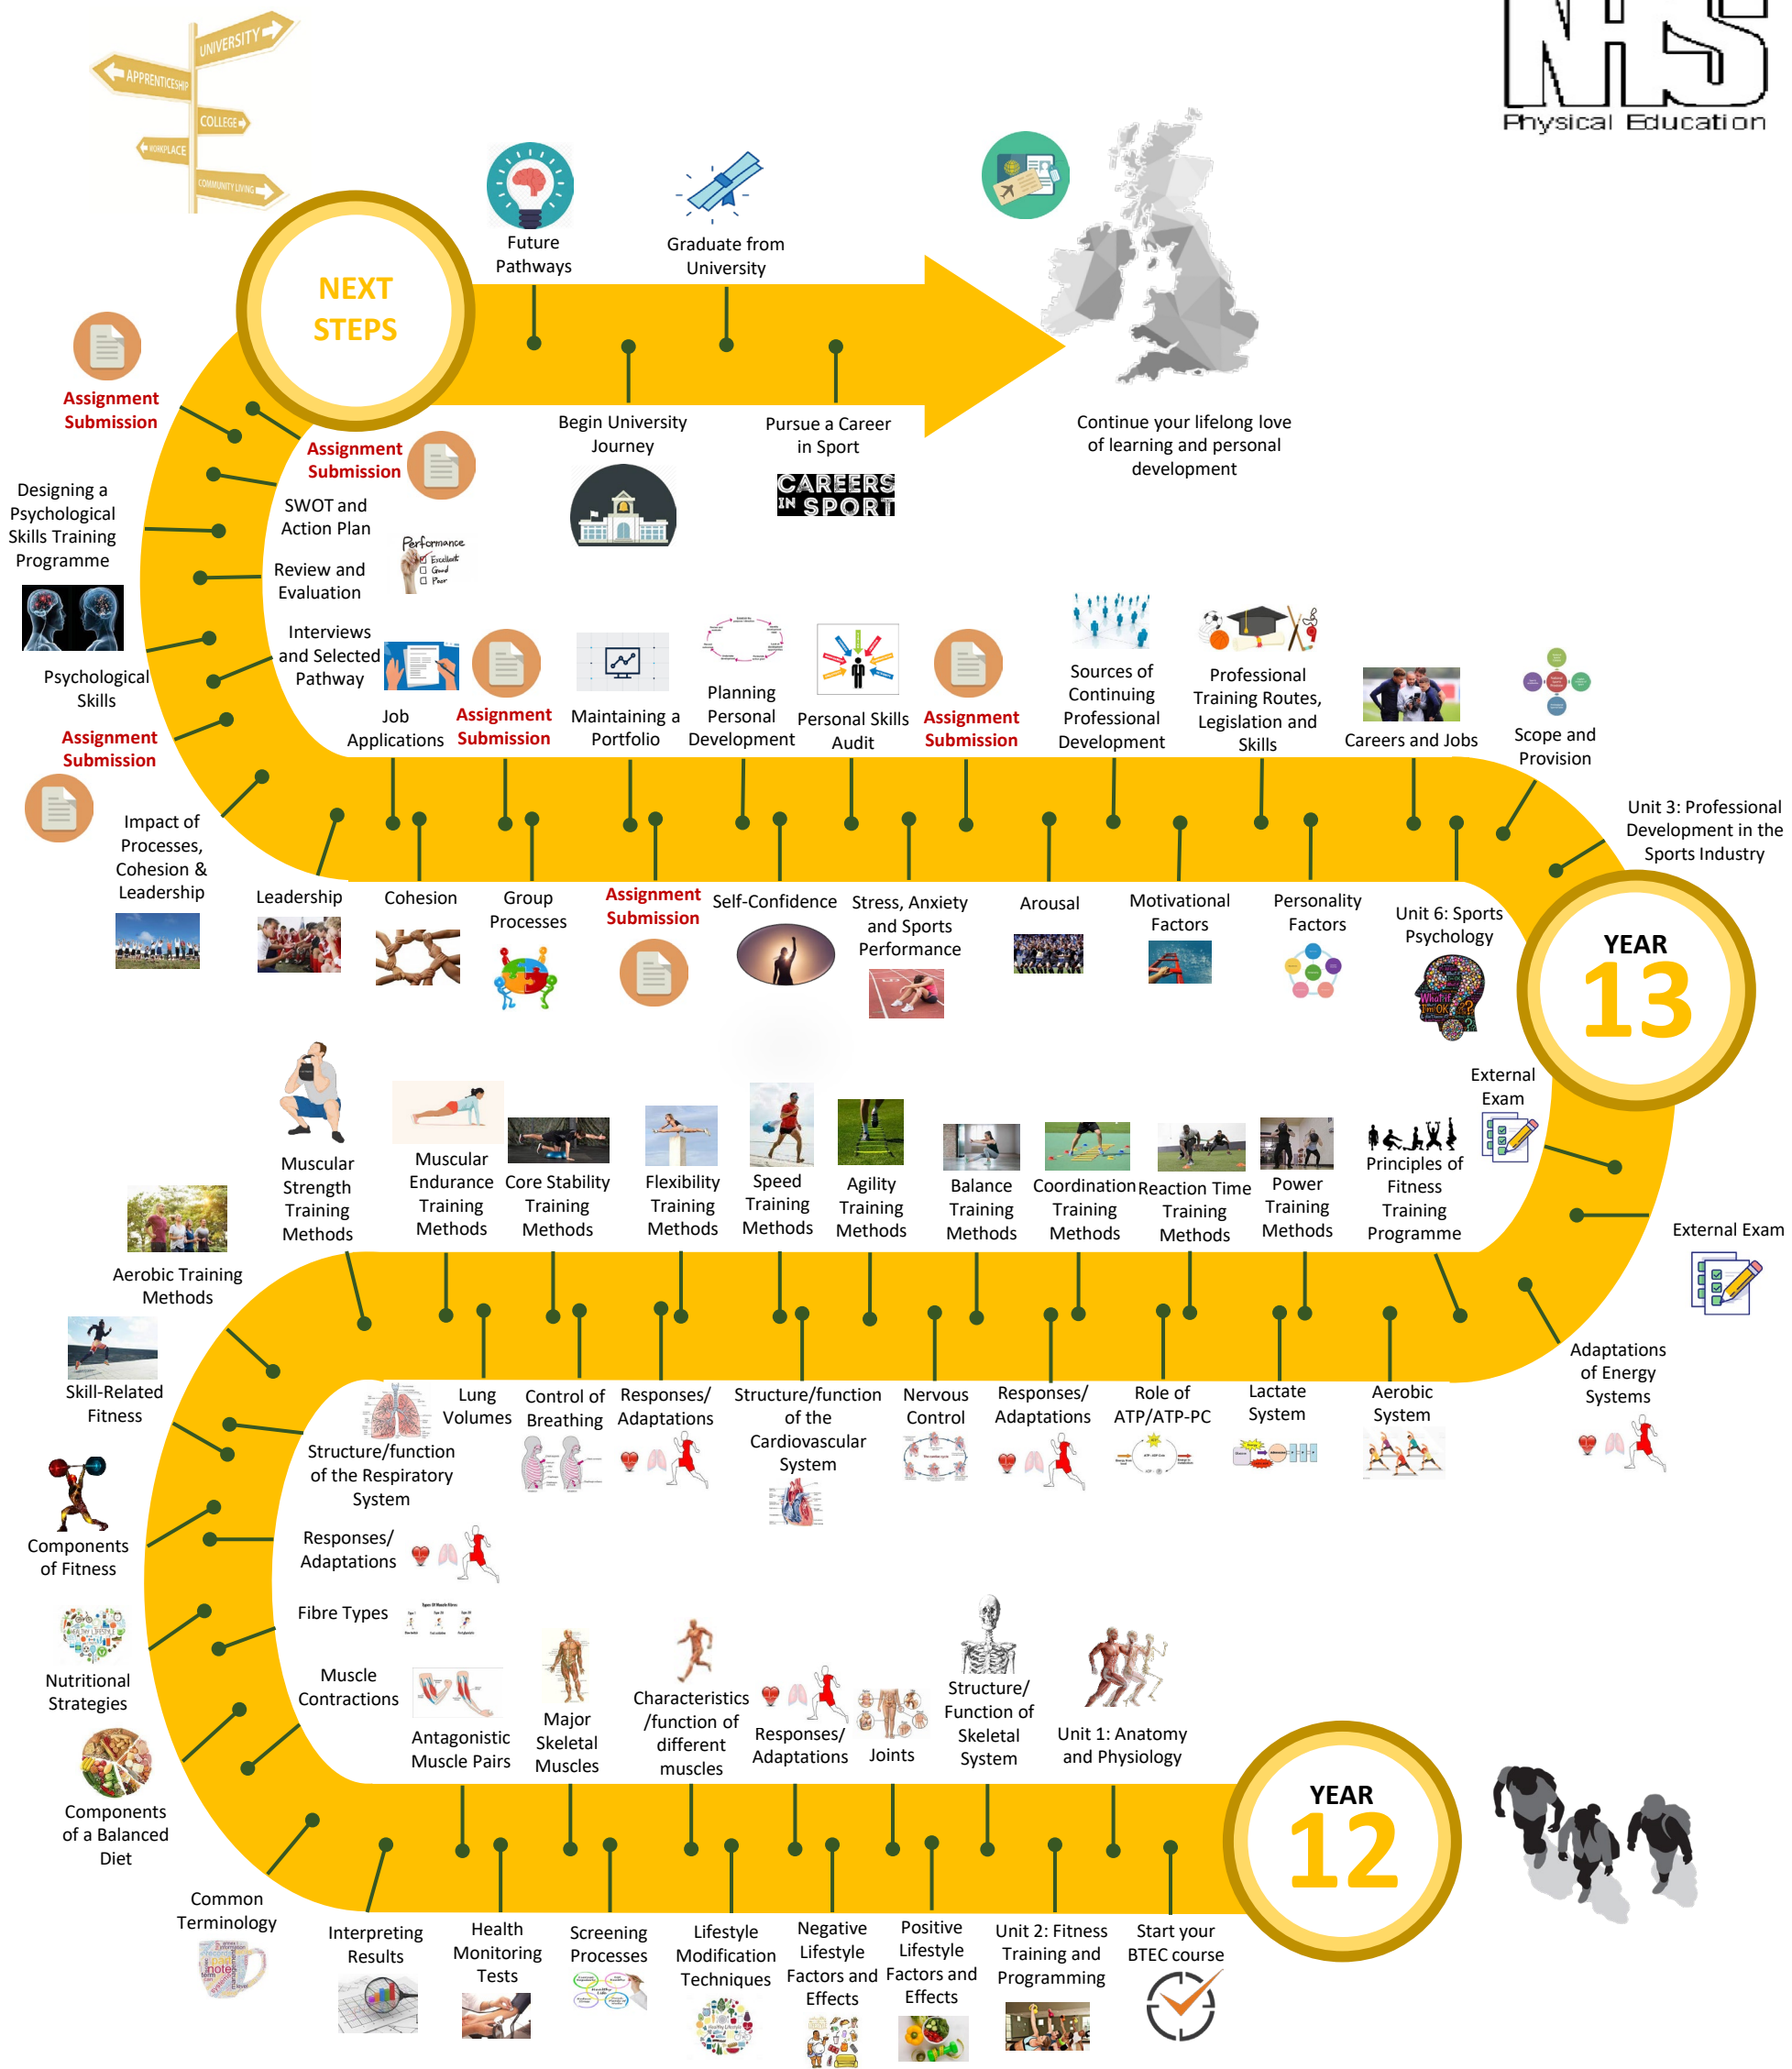 NHS
Physical Education
UNIVERSITY
APPRENTICESHIP
COLLEGE
WORKPLACE
COMMUNITY LIVING
NEXT
STEPS
Future
Pathways
Graduate from
University
Begin University
Journey
Pursue a Career
in Sport
CAREERS
IN SPORT
Continue your lifelong love
of learning and personal
development
Assignment
Submission
Assignment
Submission
Designing a
Psychological
Skills Training
Programme
SWOT and
Action Plan
Performance
Excellent
Good
Poor
Review and
Evaluation
Interviews
and Selected
Pathway
Psychological
Skills
Assignment
Submission
Impact of
Processes,
Cohesion &
Leadership
Job
Applications
Assignment
Submission
Maintaining a
Portfolio
Planning
Personal
Development
Personal Skills
Audit
Assignment
Submission
Sources of
Continuing
Professional
Development
Professional
Training Routes,
Legislation and
Skills
Careers and Jobs
Scope and
Provision
Unit 3: Professional
Development in the
Sports Industry
Leadership
Cohesion
Group
Processes
Assignment
Submission
Self-Confidence
Stress, Anxiety
and Sports
Performance
Arousal
Motivational
Factors
Personality
Factors
Unit 6: Sports
Psychology
What if
I'm OK
YEAR
13
External
Exam
External Exam
Muscular
Strength
Training
Methods
Muscular
Endurance
Training
Methods
Core Stability
Training
Methods
Flexibility
Training
Methods
Speed
Training
Methods
Agility
Training
Methods
Balance
Training
Methods
Coordination
Training
Methods
Reaction Time
Training
Methods
Power
Training
Methods
Principles of
Fitness
Training
Programme
Aerobic Training
Methods
Skill-Related
Fitness
Components
of Fitness
Nutritional
Strategies
Components
of a Balanced
Diet
Common
Terminology
note
Structure/function
of the Respiratory
System
Lung
Volumes
Control of
Breathing
Responses/
Adaptations
Structure/function
of the
Cardiovascular
System
Nervous
Control
Responses/
Adaptations
Role of
ATP/ATP-PC
Lactate
System
Aerobic
System
Adaptations
of Energy
Systems
Responses/
Adaptations
Fibre Types
Muscle
Contractions
Antagonistic
Muscle Pairs
Major
Skeletal
Muscles
Characteristics
/function of
different
muscles
Responses/
Adaptations
Joints
Structure/
Function of
Skeletal
System
Unit 1: Anatomy
and Physiology
YEAR
12
Interpreting
Results
Health
Monitoring
Tests
Screening
Processes
Lifestyle
Modification
Techniques
Healthy Lifestyle
Negative
Lifestyle
Factors and
Effects
Positive
Lifestyle
Factors and
Effects
Unit 2: Fitness
Training and
Programming
Start your
BTEC course